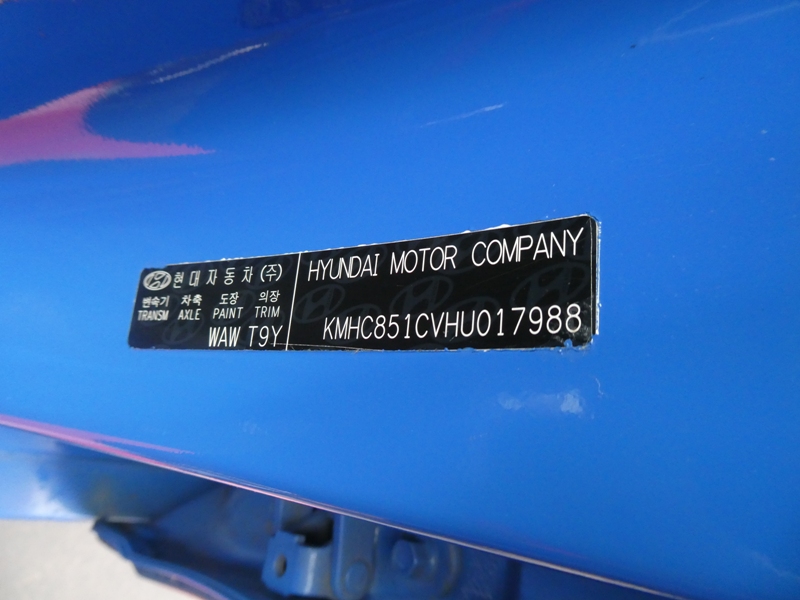 현대자동차(주)
변속기 차축 도장 의장
TRANSM AXLE PAINT TRIM
WAW T9Y
HYUNDAI MOTOR COMPANY
KMHC851CVHU017988